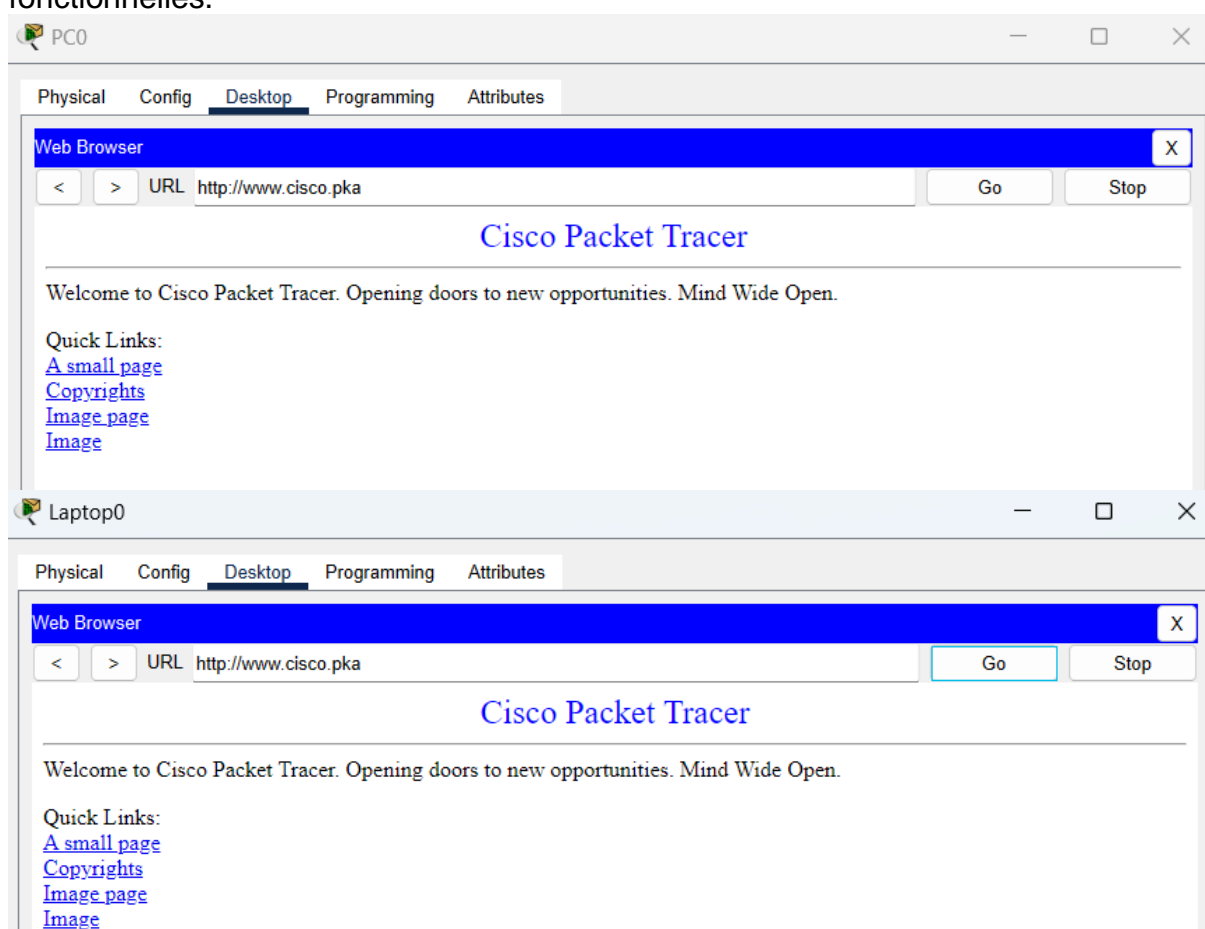 fonctionnelles.
PC0
Physical Config Desktop Programming Attributes
Web Browser X
< > URL http://www.cisco.pka Go Stop
Cisco Packet Tracer
Welcome to Cisco Packet Tracer. Opening doors to new opportunities. Mind Wide Open.
Quick Links:
A small page
Copyrights
Image page
Image
Laptop0
Physical Config Desktop Programming Attributes
Web Browser X
< > URL http://www.cisco.pka Go Stop
Cisco Packet Tracer
Welcome to Cisco Packet Tracer. Opening doors to new opportunities. Mind Wide Open.
Quick Links:
A small page
Copyrights
Image page
Image